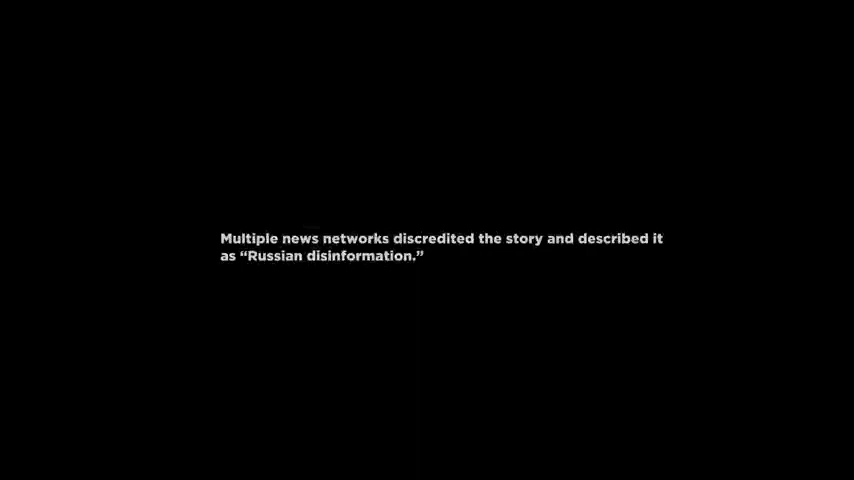 Multiple news networks discredited the story and described it
as “Russian disinformation.”